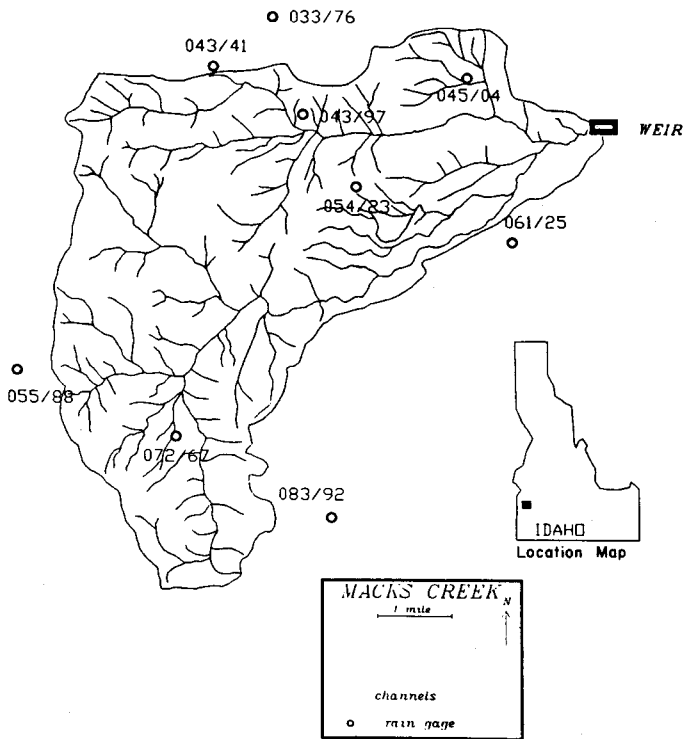 033/76
043/41
045/04
043/97
WEIR
054/83
061/25
055/88
072/67
083/92
IDAHO
Location Map
MACKS CREEK
N
1 mile
channels
rain gage